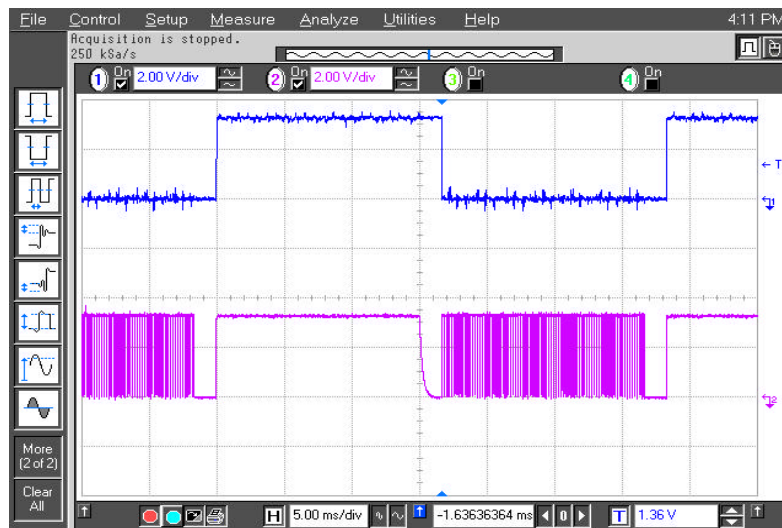 File Control Setup Measure Analyze Utilities Help 4:11 PM
Acquisition is stopped.
250 kSa/s
1 On 2.00 V/div 2 On 2.00 V/div 3 On 4 On
T
1
2
More
(2 of 2)
Clear
All
H 5.00 ms/div -1.63636364 ms 0 T 1.36 V